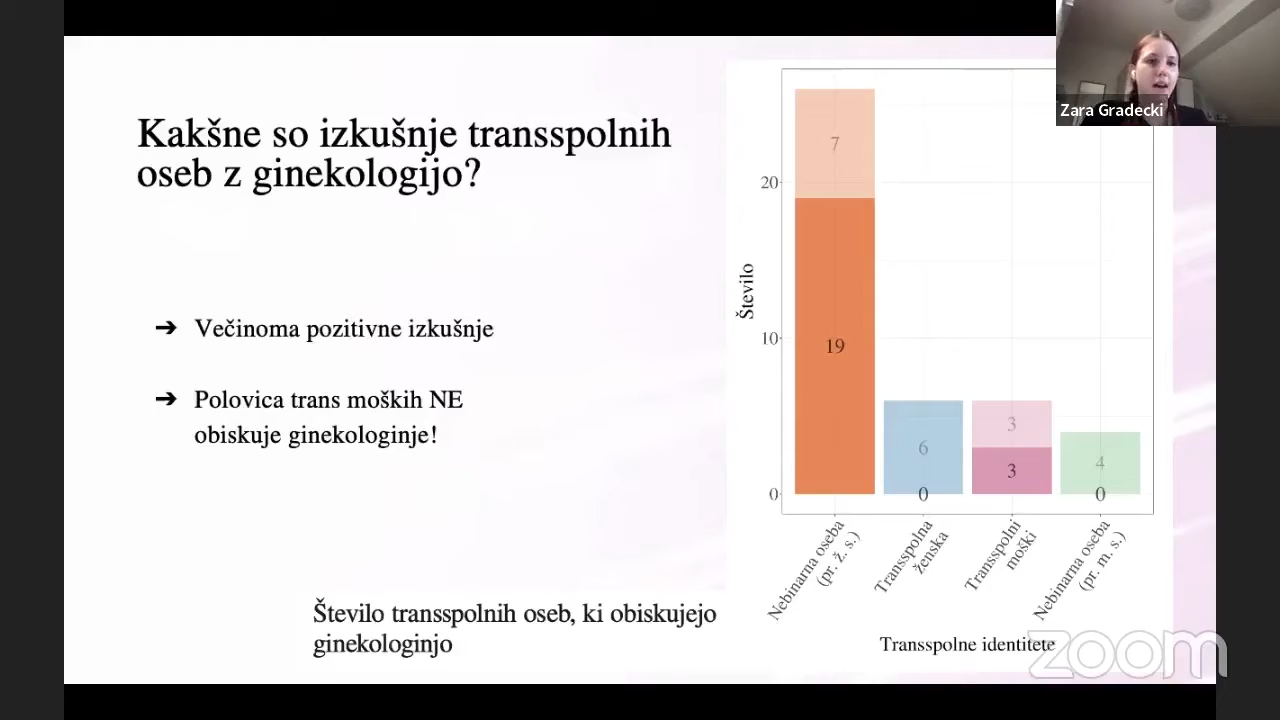 Kakšne so izkušnje transspolnih
oseb z ginekologijo?
➔ Večinoma pozitivne izkušnje
➔ Polovica trans moških NE
obiskuje ginekologinje!
Število transspolnih oseb, ki obiskujejo
ginekologinjo
Število
20
10
0
7
19
6
0
3
3
4
0
Nebinarna oseba
(pr. ž. s.)
Transspolna
ženska
Transspolni
moški
Nebinarna oseba
(pr. m. s.)
Transspolne identitete
Zara Gradecki
zoom